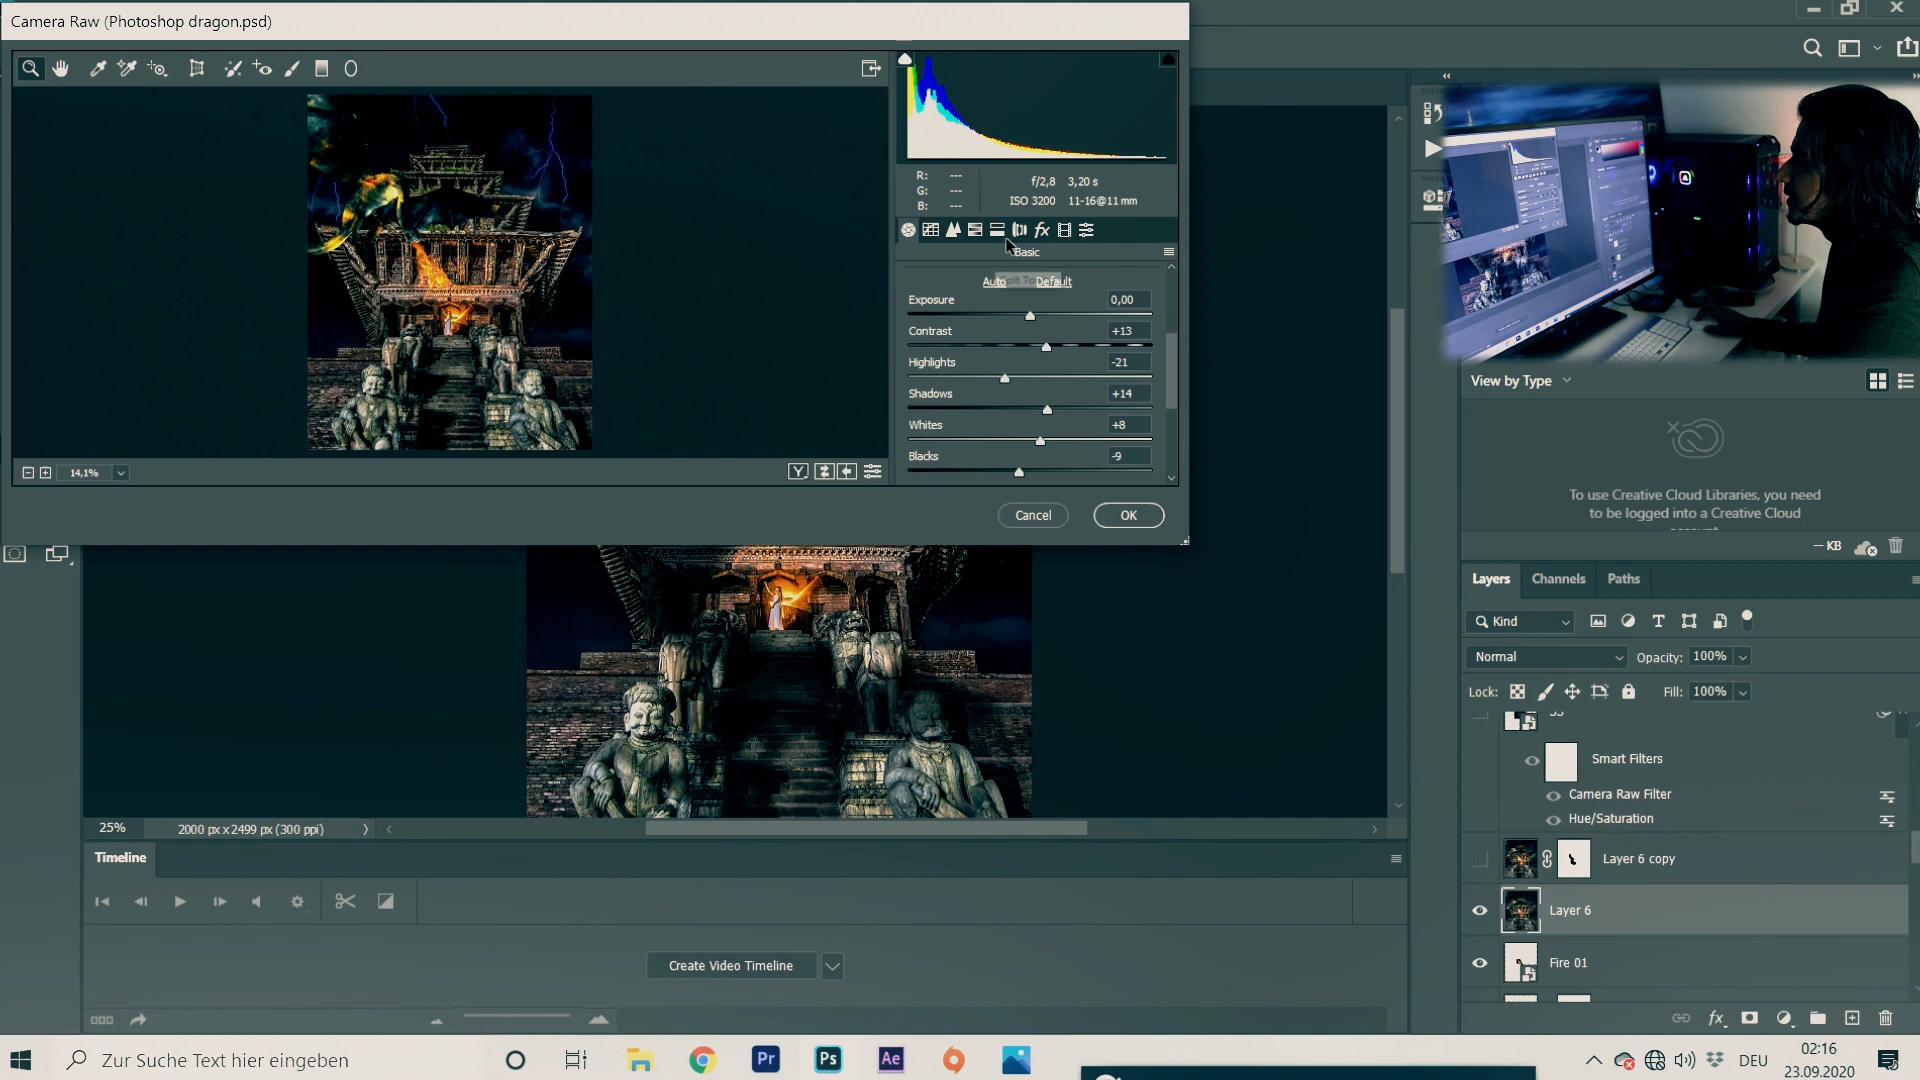 Camera Raw (Photoshop dragon.psd)
R: ---
G: ---
B: ---
f/2,8 3,20 s
ISO 3200 11-16@11 mm
fx
Basic
Auto Default
Exposure 0,00
Contrast +13
Highlights -21
Shadows +14
Whites +8
Blacks -9
14,1%
Y
Cancel OK
View by Type
To use Creative Cloud Libraries, you need
to be logged into a Creative Cloud
-- KB
Layers Channels Paths
Kind
T
Normal Opacity: 100%
Lock: Fill: 100%
Smart Filters
Camera Raw Filter
Hue/Saturation
Layer 6 copy
Layer 6
Fire 01
fx
25% 2000 px x 2499 px (300 ppi)
Timeline
Create Video Timeline
Zur Suche Text hier eingeben
Pr
Ps
Ae
DEU
02:16
23.09.2020